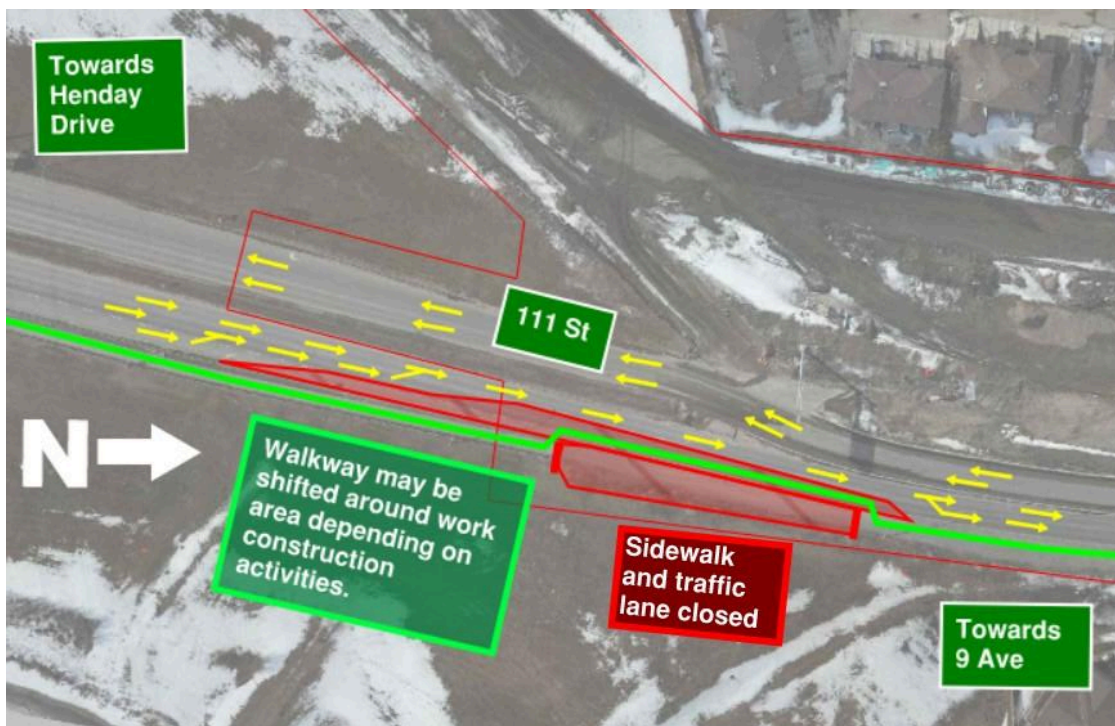 Towards
Henday
Drive
111 St
N
Walkway may be
shifted around work
area depending on
construction
activities.
Sidewalk
and traffic
lane closed
Towards
9 Ave